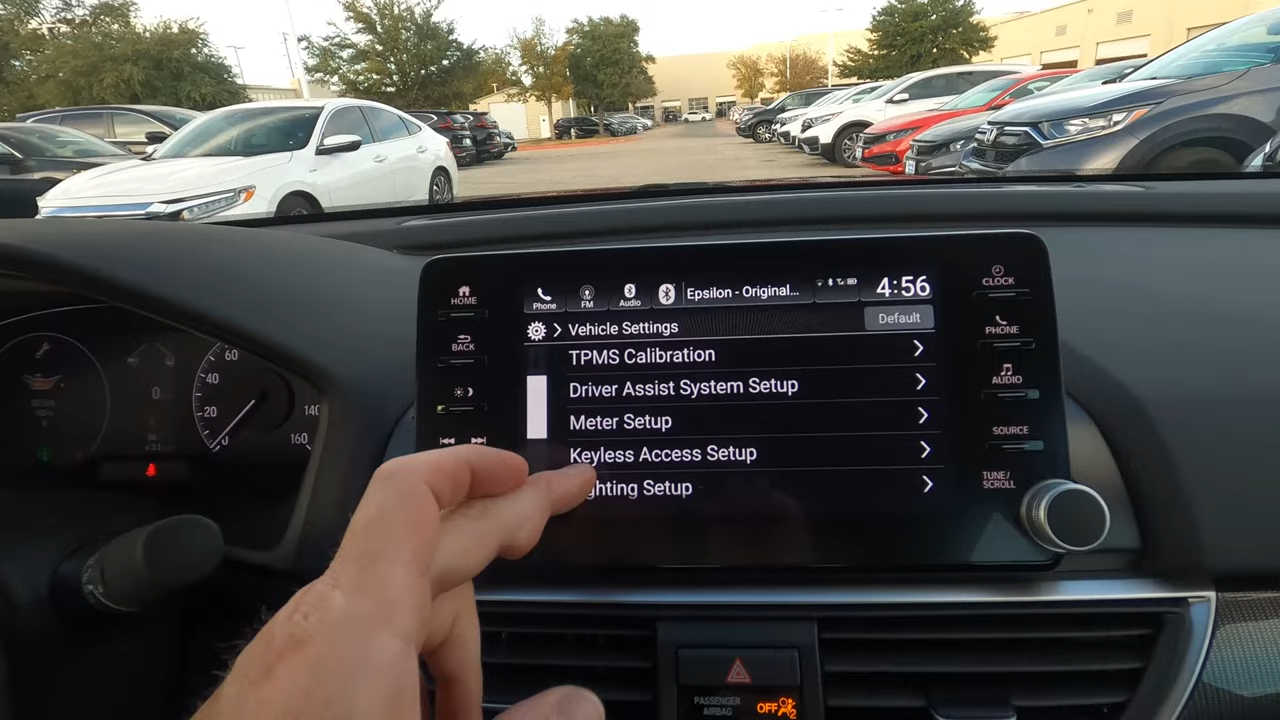 HOME
BACK
Phone
FM
Audio
Epsilon - Original...
4:56
Vehicle Settings
Default
TPMS Calibration
Driver Assist System Setup
Meter Setup
Keyless Access Setup
ghting Setup
CLOCK
PHONE
AUDIO
SOURCE
TUNE/
SCROLL
60
40
20
0
140
160
0
PASSENGER
AIRBAG
OFF
2